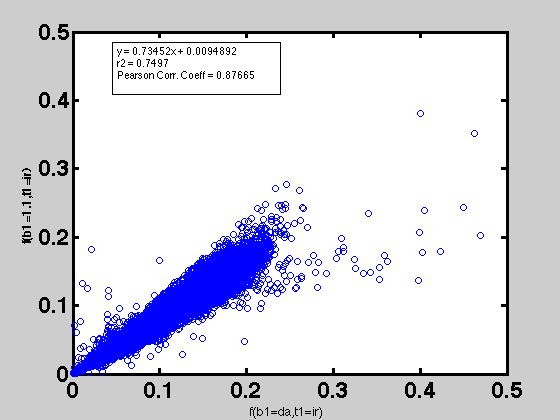 y = 0.73452x + 0.0094892
r2 = 0.7497
Pearson Corr. Coeff = 0.87665
0.5
0.4
0.3
0.2
0.1
0
f(b1=1.1,t1=ir)
0 0.1 0.2 0.3 0.4 0.5
f(b1=da,t1=ir)